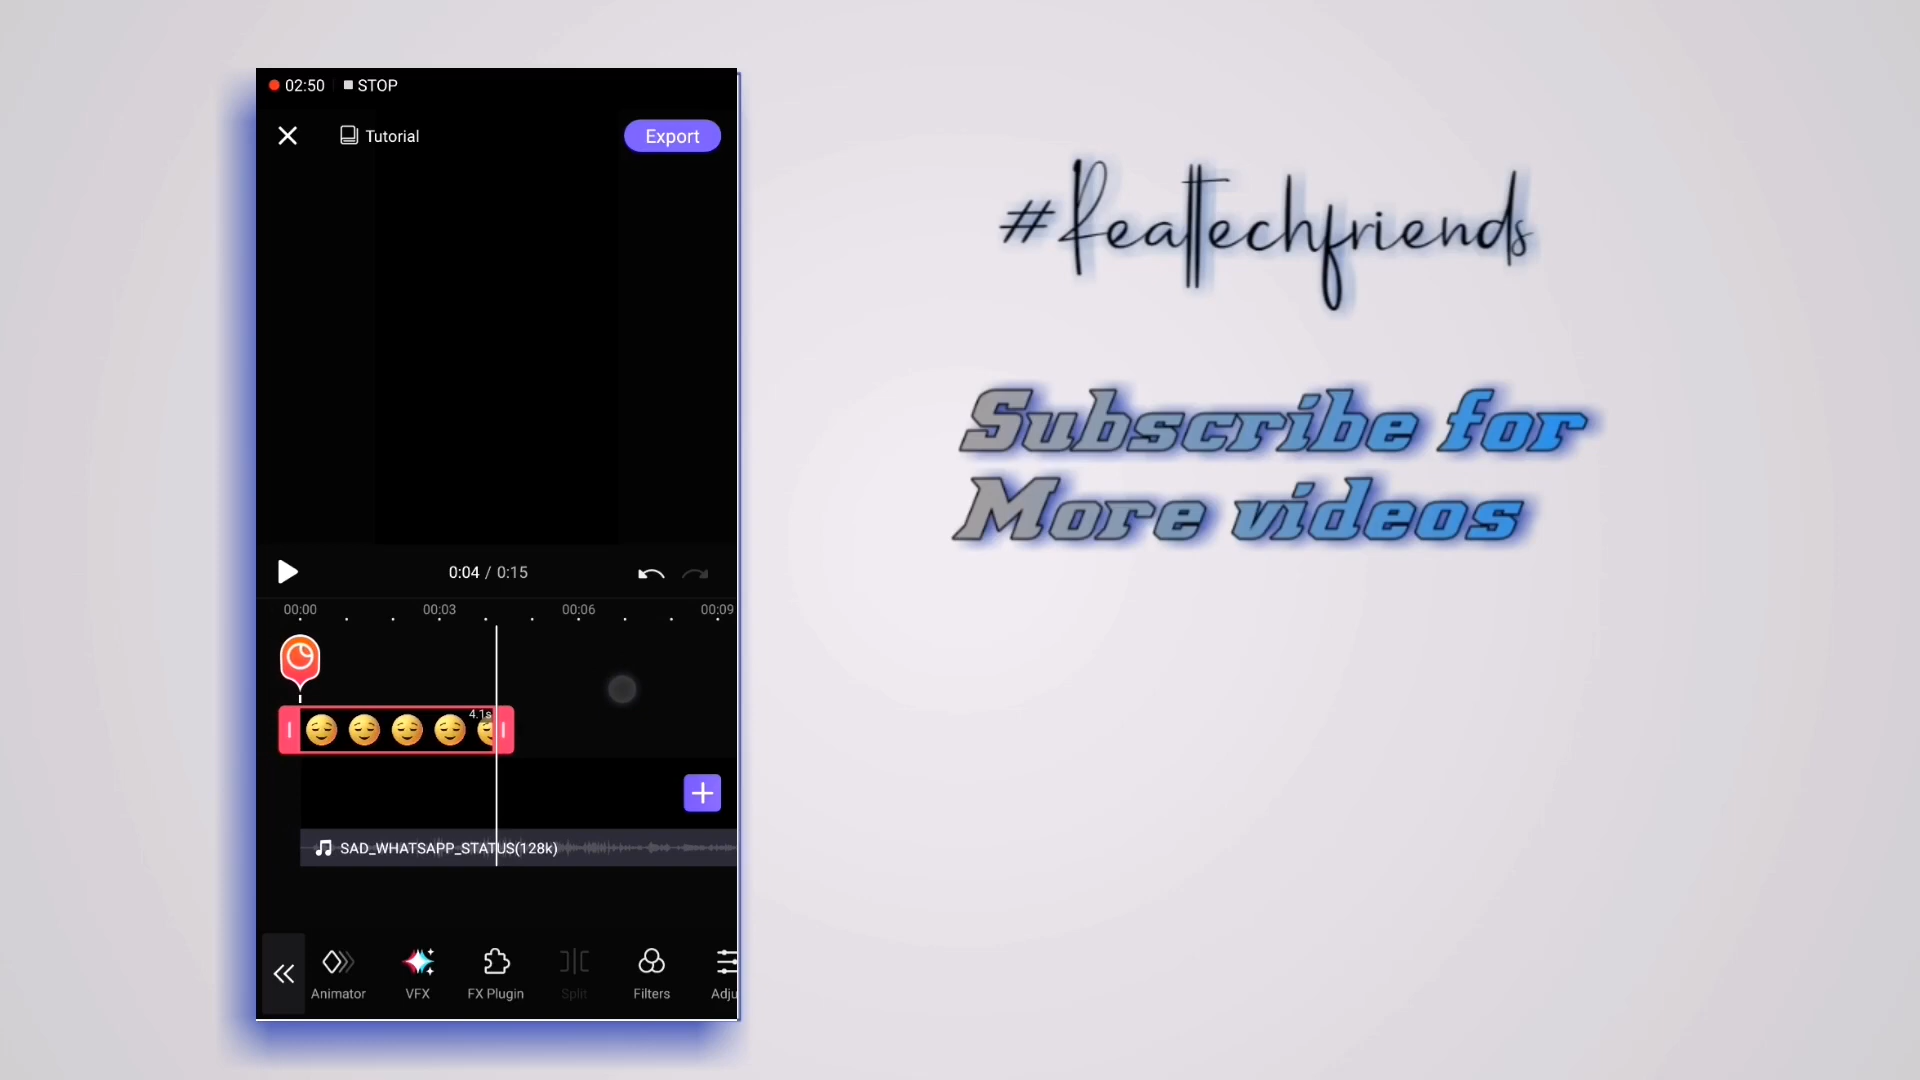 02:50 STOP
Tutorial
Export
#Realtechfriends
Subscribe for
More videos
0:04 / 0:15
00:00 00:03 00:06 00:09
4.1s
SAD_WHATSAPP_STATUS(128k)
Animator VFX FX Plugin Split Filters Adju